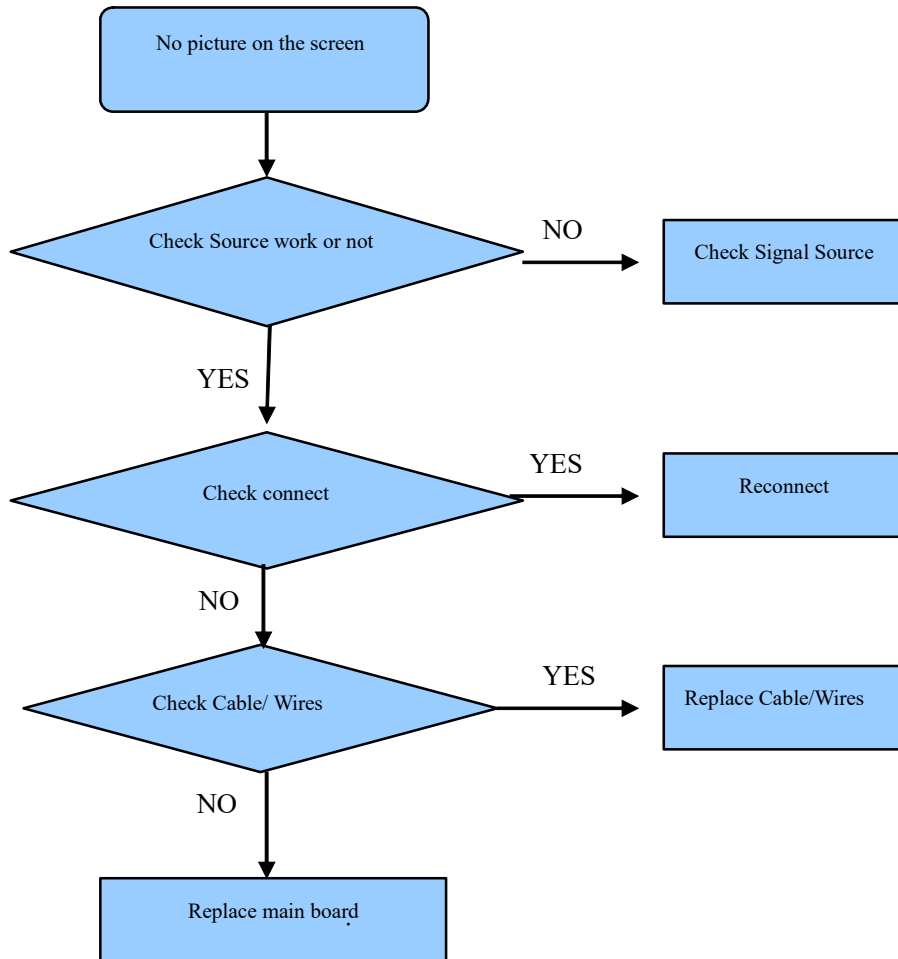 No picture on the screen
Check Source work or not
NO
Check Signal Source
YES
Check connect
YES
Reconnect
NO
Check Cable/ Wires
YES
Replace Cable/Wires
NO
Replace main board
.